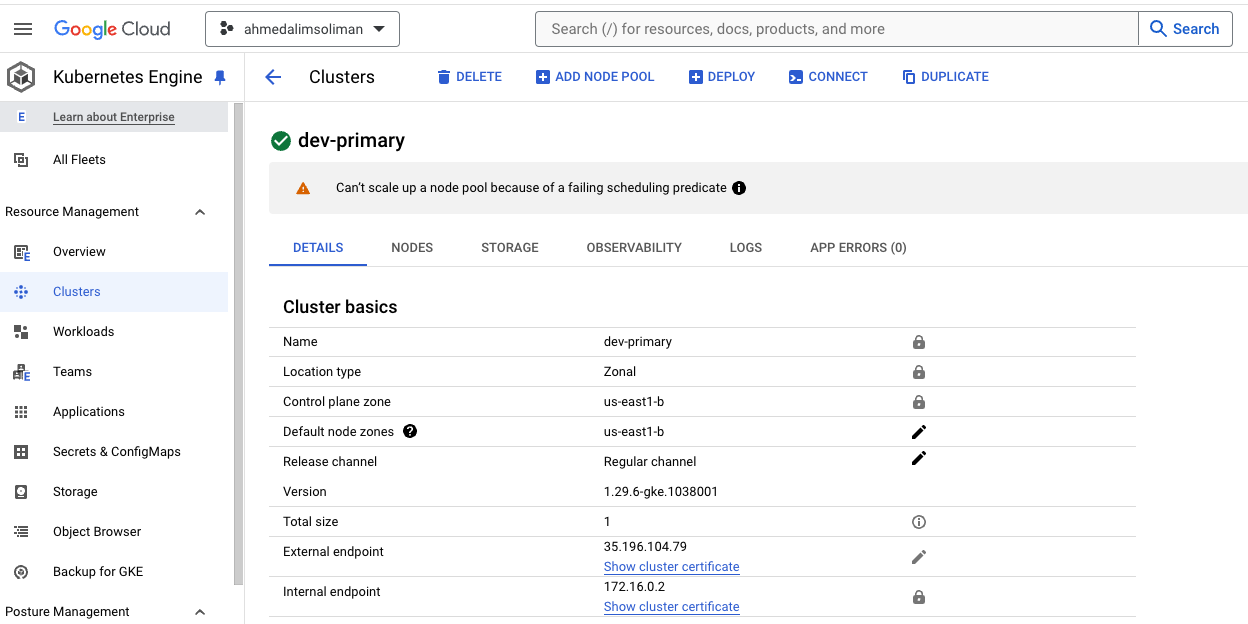 Google Cloud
ahmedalimsoliman
Search (/) for resources, docs, products, and more
Search
Kubernetes Engine
Clusters
DELETE
ADD NODE POOL
DEPLOY
CONNECT
DUPLICATE
E Learn about Enterprise
All Fleets
Resource Management
Overview
Clusters
Workloads
Teams
Applications
Secrets & ConfigMaps
Storage
Object Browser
Backup for GKE
Posture Management
dev-primary
Can't scale up a node pool because of a failing scheduling predicate
DETAILS NODES STORAGE OBSERVABILITY LOGS APP ERRORS (0)
Cluster basics
Name dev-primary
Location type Zonal
Control plane zone us-east1-b
Default node zones us-east1-b
Release channel Regular channel
Version 1.29.6-gke.1038001
Total size 1
External endpoint 35.196.104.79
Show cluster certificate
Internal endpoint 172.16.0.2
Show cluster certificate